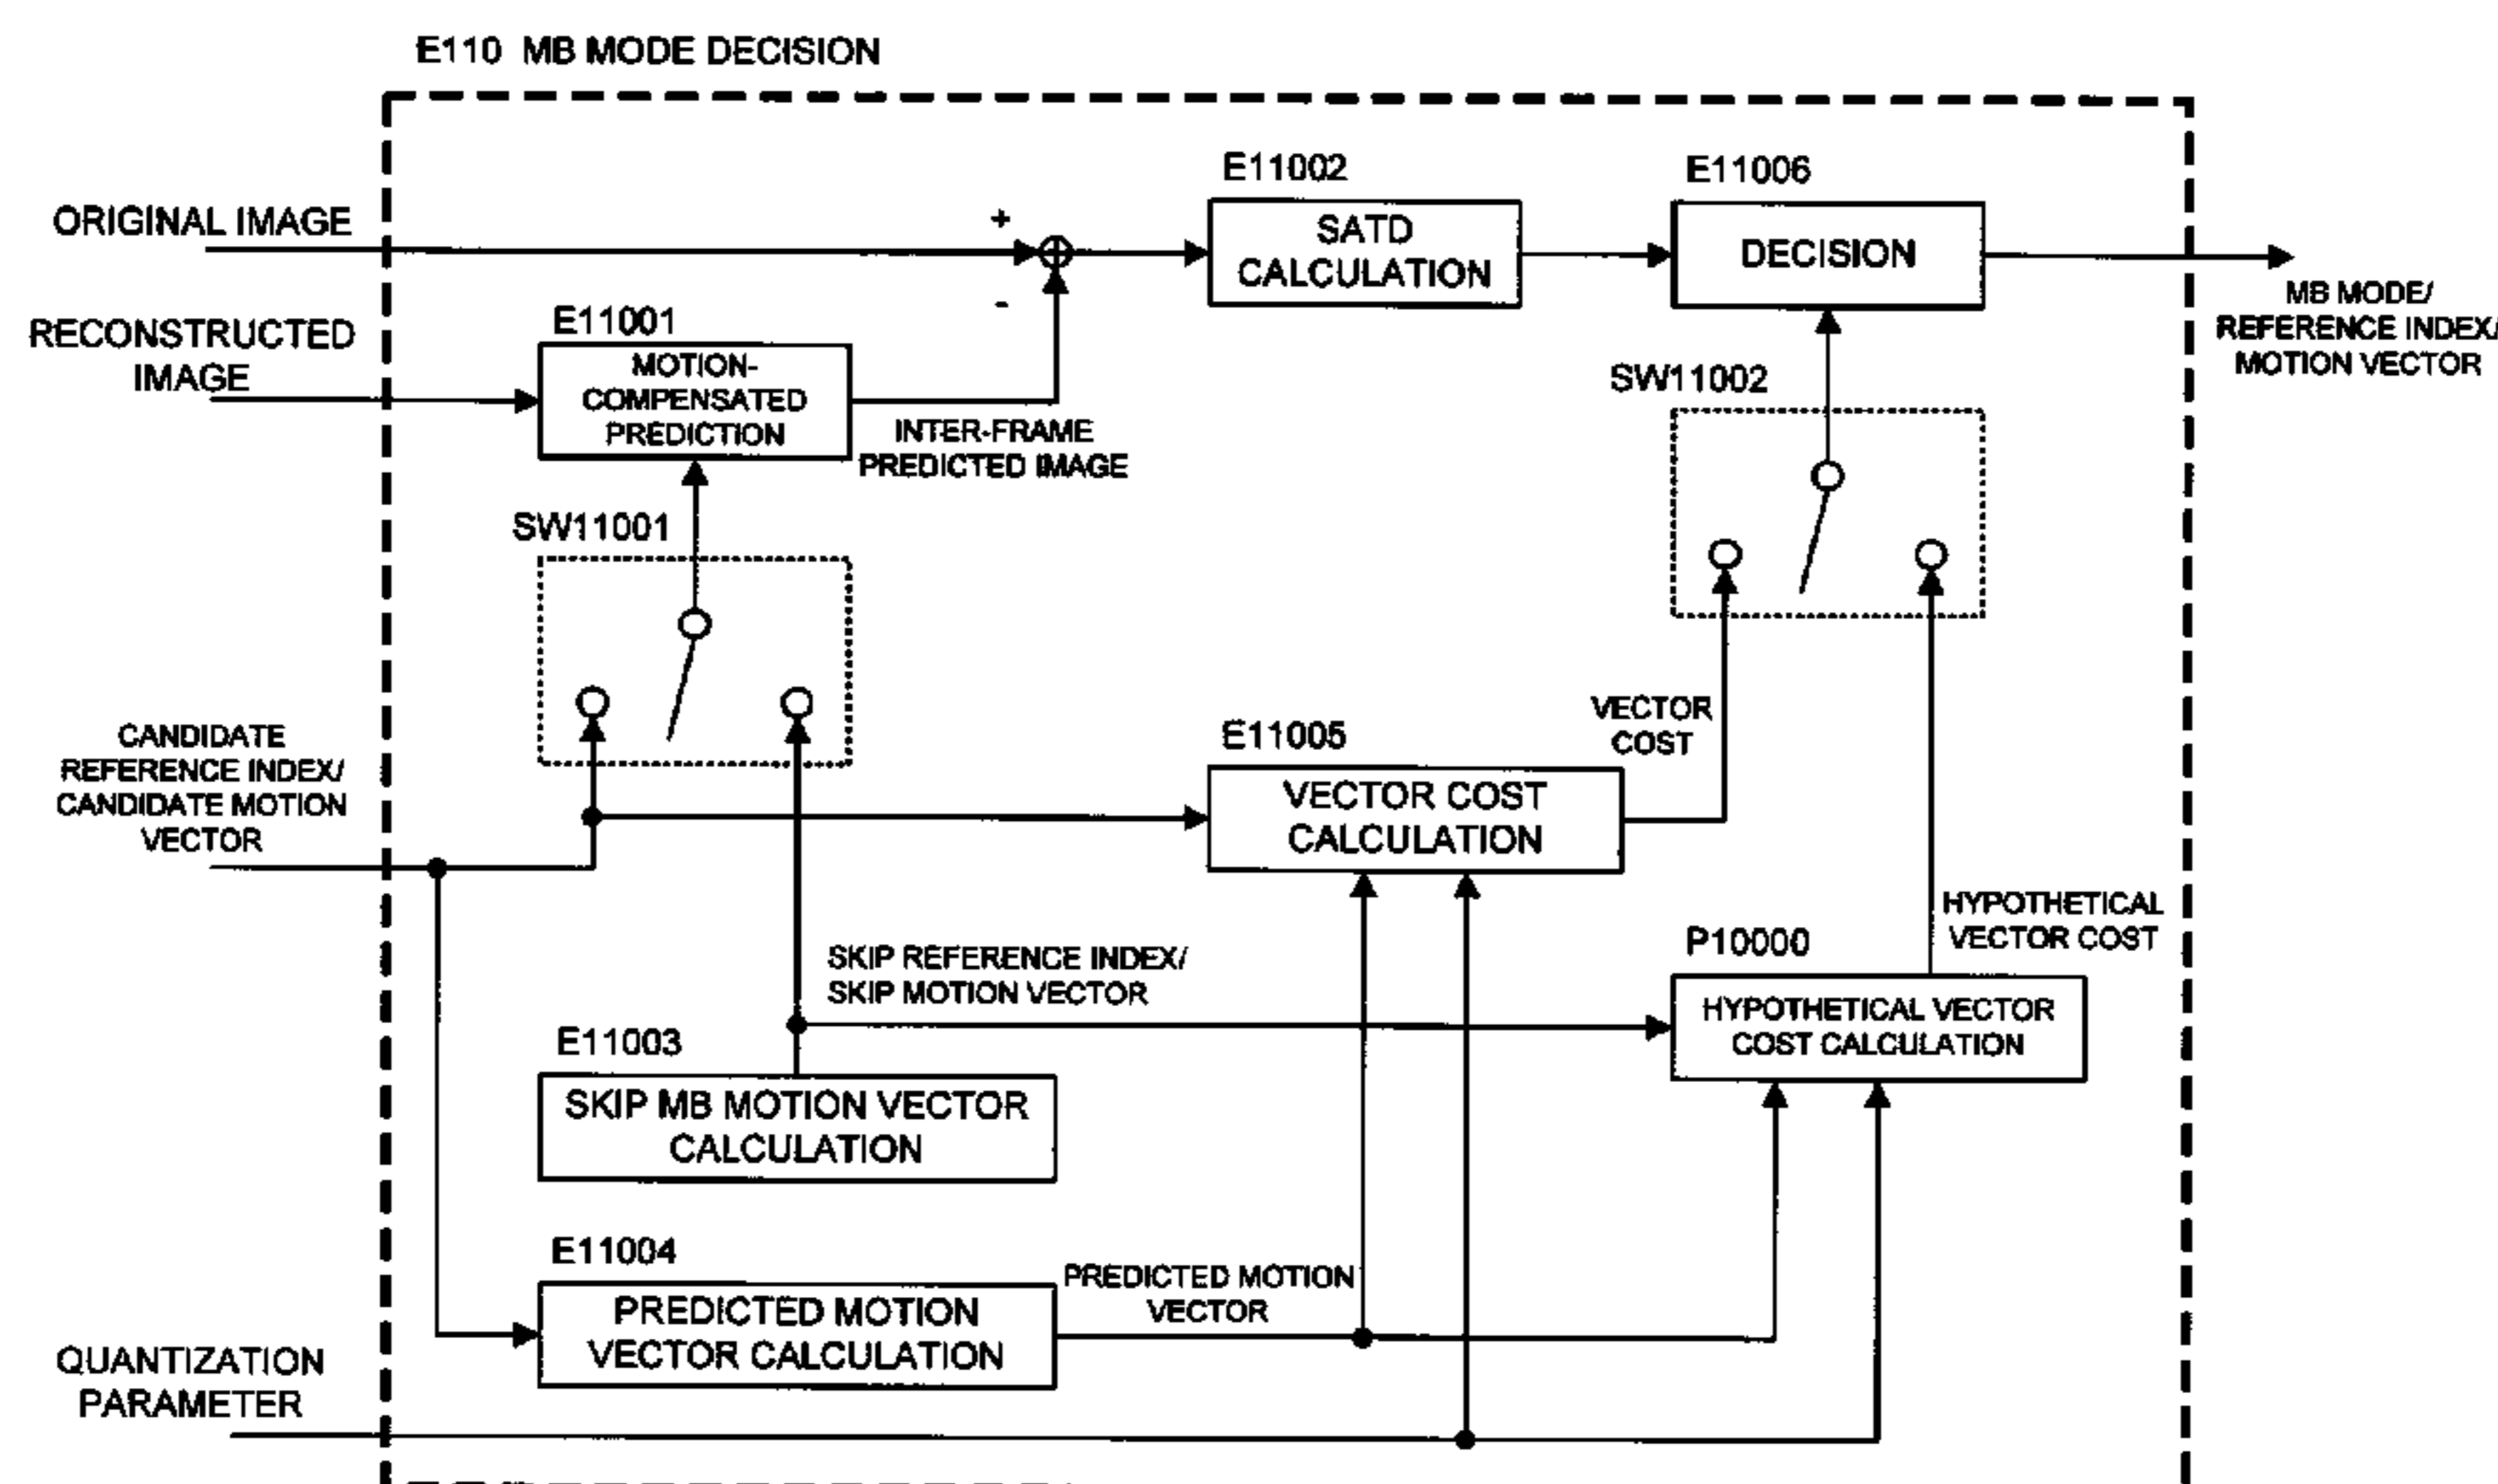 E110 MB MODE DECISION
ORIGINAL IMAGE
+
-
E11002
SATD
CALCULATION
E11006
DECISION
MB MODE/
REFERENCE INDEX/
MOTION VECTOR
RECONSTRUCTED
IMAGE
E11001
MOTION-
COMPENSATED
PREDICTION
INTER-FRAME
PREDICTED IMAGE
SW11002
SW11001
CANDIDATE
REFERENCE INDEX/
CANDIDATE MOTION
VECTOR
E11005
VECTOR COST
CALCULATION
VECTOR
COST
HYPOTHETICAL
VECTOR COST
P10000
HYPOTHETICAL VECTOR
COST CALCULATION
SKIP REFERENCE INDEX/
SKIP MOTION VECTOR
E11003
SKIP MB MOTION VECTOR
CALCULATION
E11004
PREDICTED MOTION
VECTOR CALCULATION
PREDICTED MOTION
VECTOR
QUANTIZATION
PARAMETER